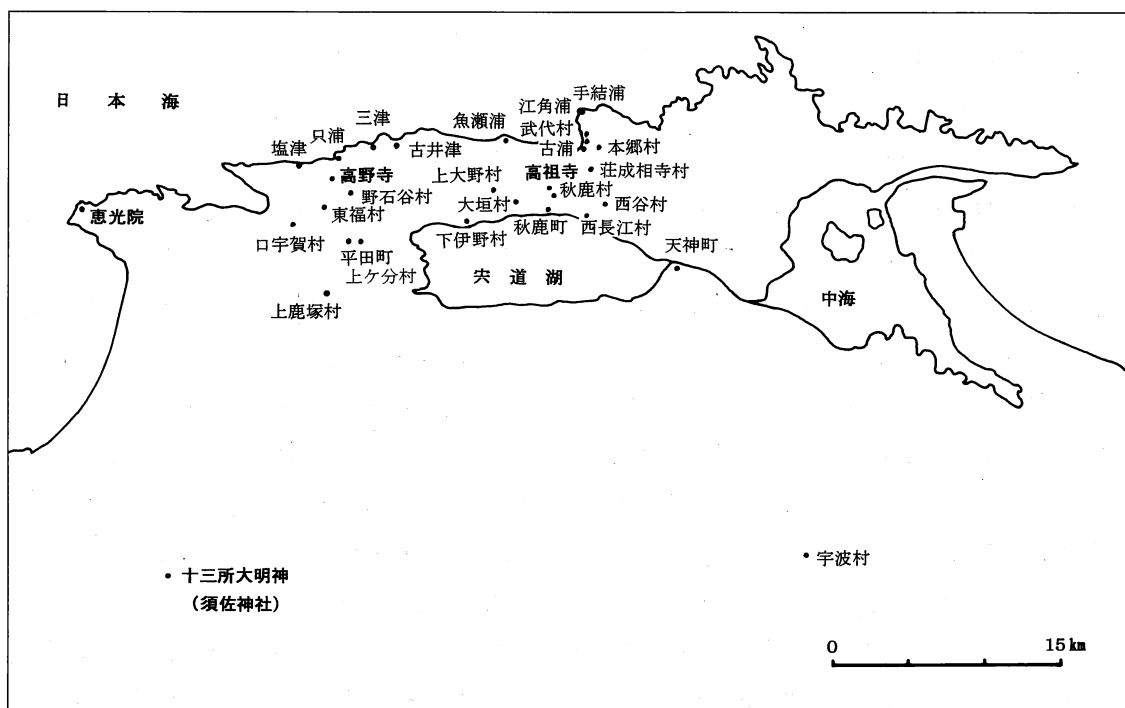 日本海
手結浦
江角浦
三津
魚瀬浦
武代村
只浦
塩津
古井津
古浦
本郷村
高野寺
上大野村
高祖寺
荘成相寺村
野石谷村
秋鹿村
恵光院
東福村
大垣村
西谷村
口宇賀村
下伊野村
秋鹿町
西長江村
平田町
天神町
上ケ分村
宍道湖
中海
上鹿塚村
宇波村
十三所大明神
(須佐神社)
0
15km